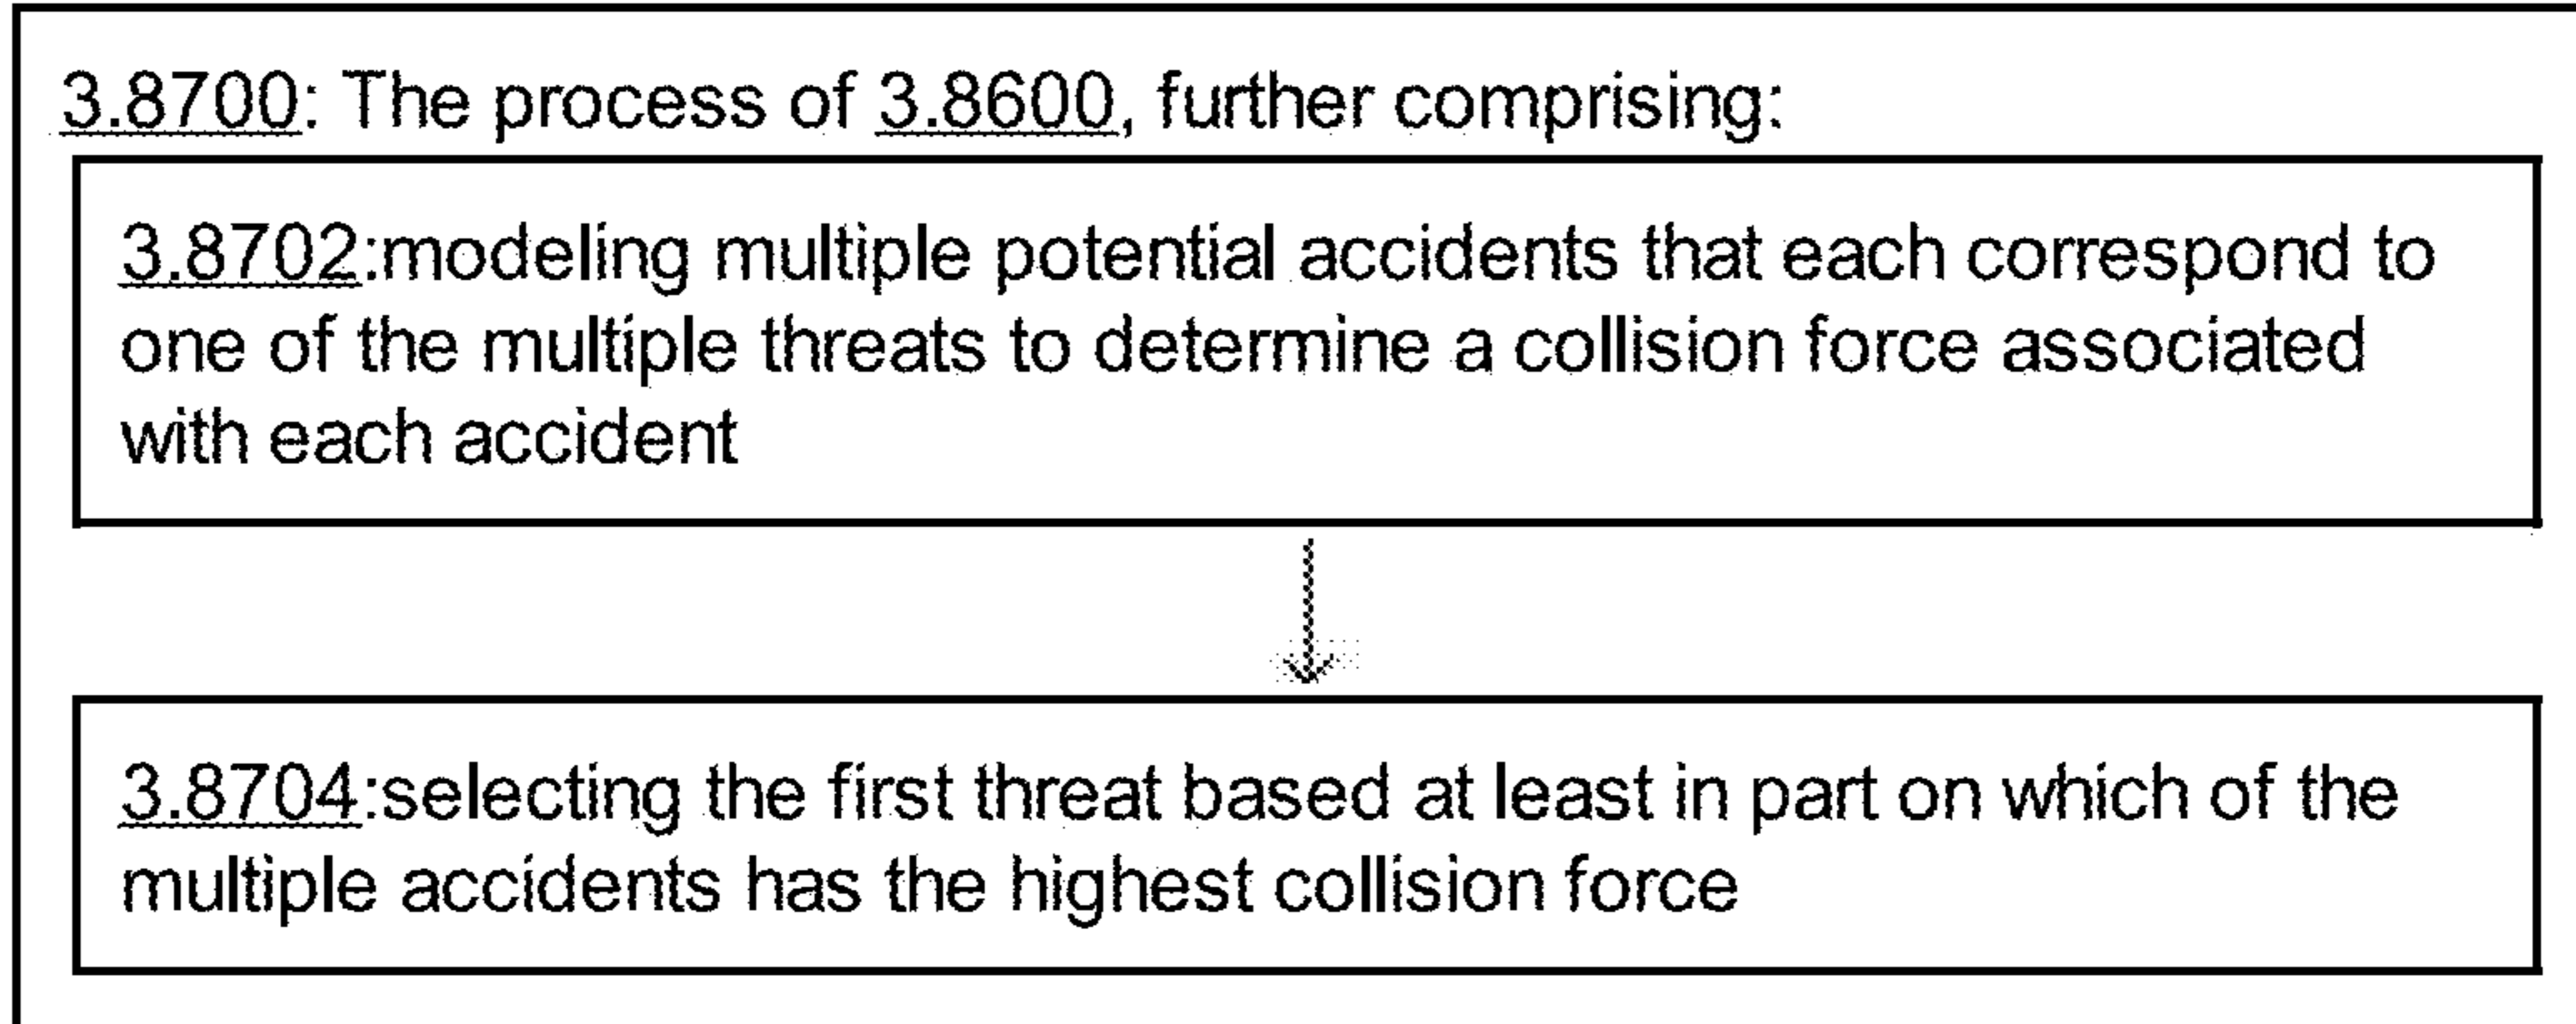 3.8700: The process of 3.8600, further comprising:
3.8702:modeling multiple potential accidents that each correspond to
one of the multiple threats to determine a collision force associated
with each accident
3.8704:selecting the first threat based at least in part on which of the
multiple accidents has the highest collision force